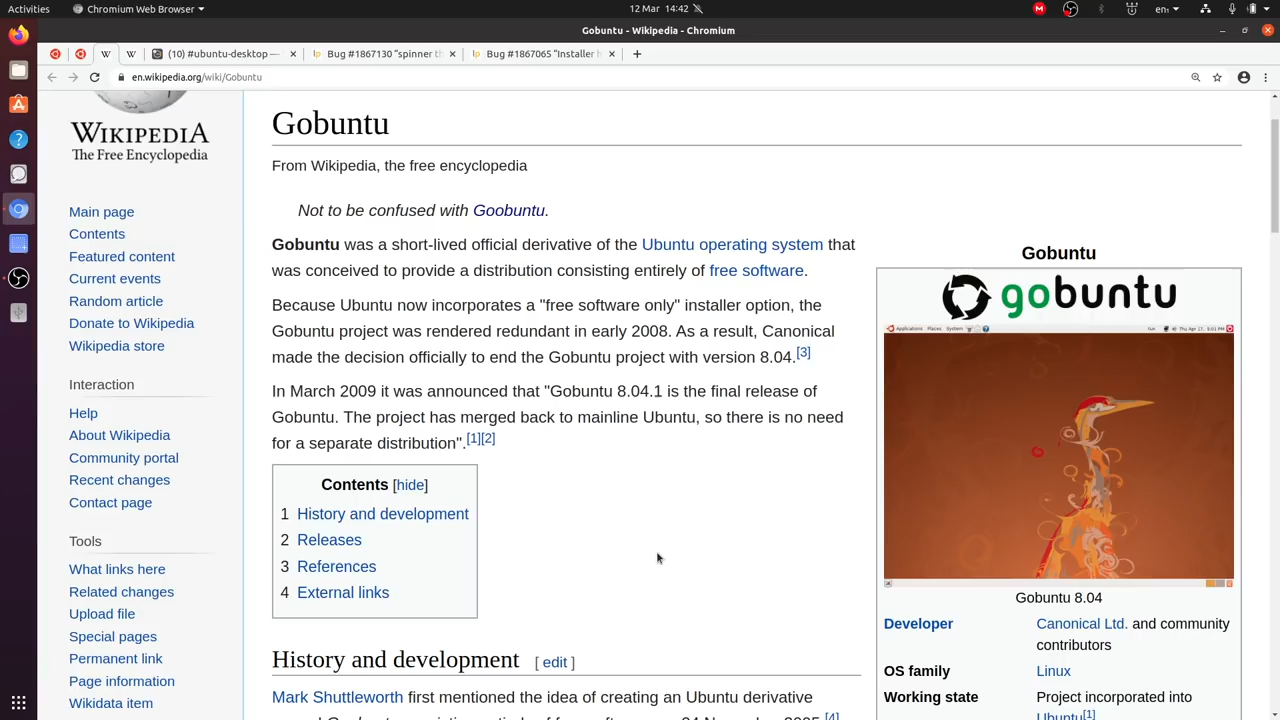 Activities
Chromium Web Browser
12 Mar 14:42
en
Gobuntu - Wikipedia - Chromium
(10) #ubuntu-desktop —
Bug #1867130 "spinner th
Bug #1867065 "Installer h
en.wikipedia.org/wiki/Gobuntu
WIKIPEDIA
The Free Encyclopedia
Main page
Contents
Featured content
Current events
Random article
Donate to Wikipedia
Wikipedia store
Interaction
Help
About Wikipedia
Community portal
Recent changes
Contact page
Tools
What links here
Related changes
Upload file
Special pages
Permanent link
Page information
Wikidata item
Gobuntu
From Wikipedia, the free encyclopedia
Not to be confused with Goobuntu.
Gobuntu was a short-lived official derivative of the Ubuntu operating system that
was conceived to provide a distribution consisting entirely of free software.
Because Ubuntu now incorporates a "free software only" installer option, the
Gobuntu project was rendered redundant in early 2008. As a result, Canonical
made the decision officially to end the Gobuntu project with version 8.04.[3]
In March 2009 it was announced that "Gobuntu 8.04.1 is the final release of
Gobuntu. The project has merged back to mainline Ubuntu, so there is no need
for a separate distribution".[1][2]
Contents [hide]
1 History and development
2 Releases
3 References
4 External links
History and development [ edit ]
Mark Shuttleworth first mentioned the idea of creating an Ubuntu derivative
Gobuntu
gobuntu
Applications Places System
Gobuntu 8.04
Developer Canonical Ltd. and community
contributors
OS family Linux
Working state Project incorporated into
Ubuntu[1]